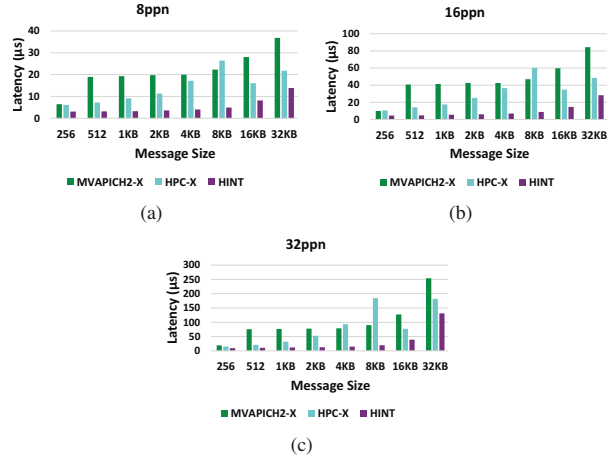 8ppn
Latency (µs)
40
30
20
10
0
256 512 1KB 2KB 4KB 8KB 16KB 32KB
Message Size
MVAPICH2-X HPC-X HINT
(a)
16ppn
Latency (µs)
100
80
60
40
20
0
256 512 1KB 2KB 4KB 8KB 16KB 32KB
Message Size
MVAPICH2-X HPC-X HINT
(b)
32ppn
Latency (µs)
300
250
200
150
100
50
0
256 512 1KB 2KB 4KB 8KB 16KB 32KB
Message Size
MVAPICH2-X HPC-X HINT
(c)